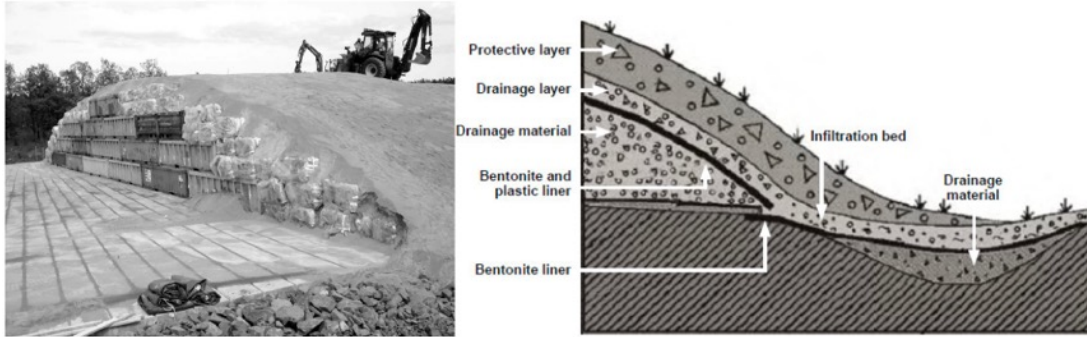 Protective layer
Drainage layer
Drainage material
Infiltration bed
Bentonite and
plastic liner
Drainage
material
Bentonite liner